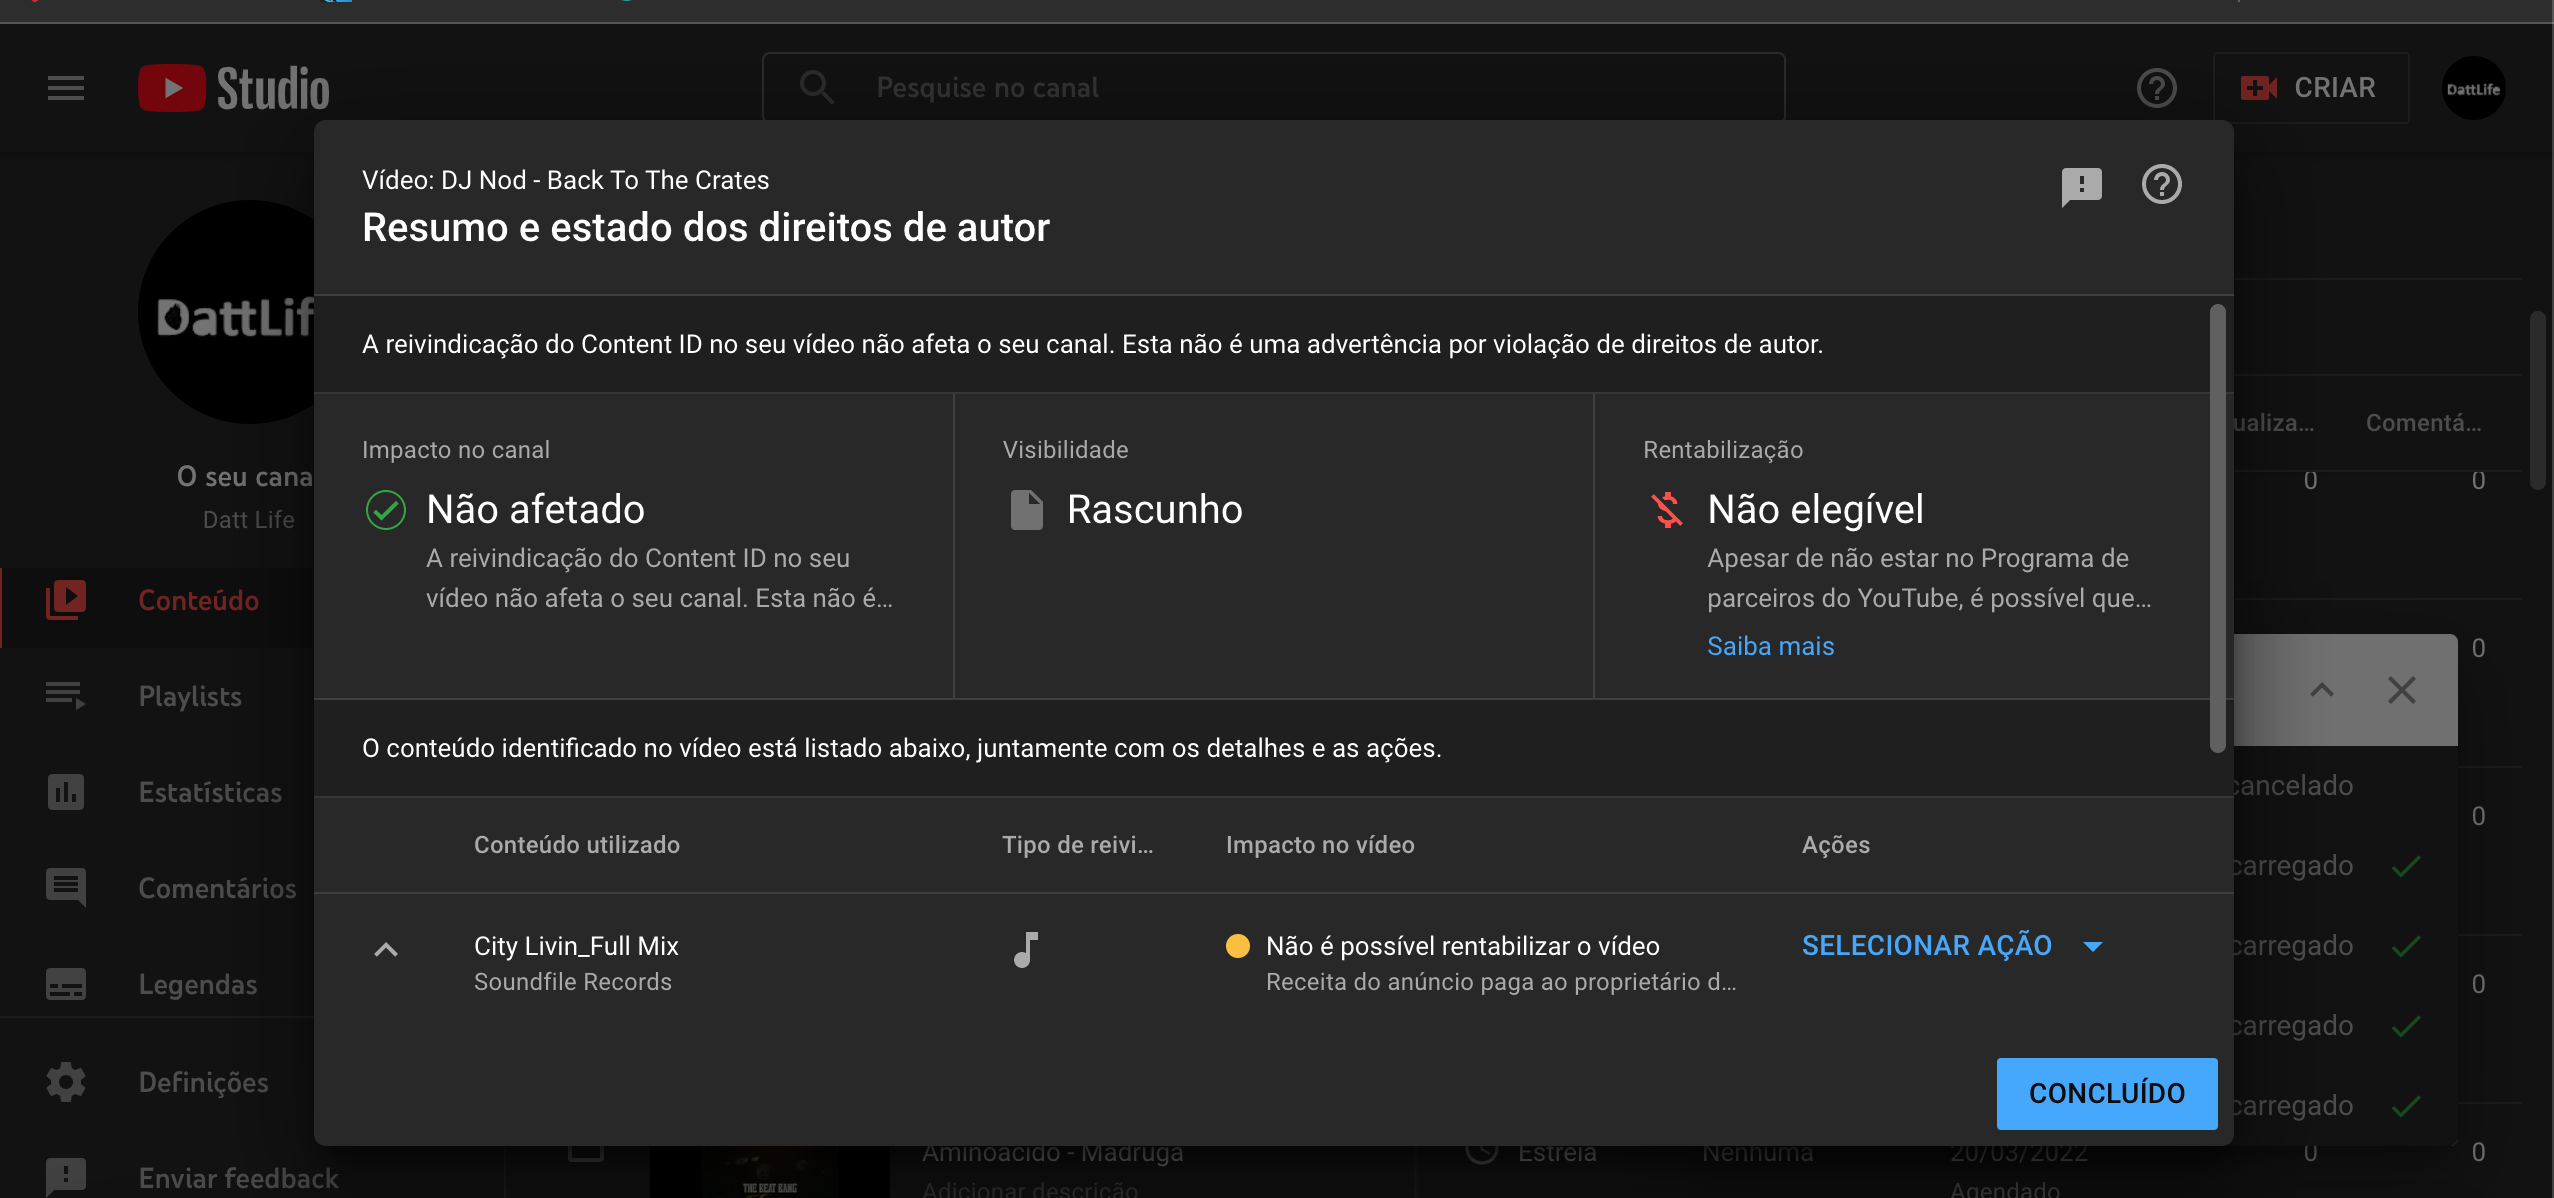 Studio
Pesquise no canal
CRIAR
DattLife
Vídeo: DJ Nod - Back To The Crates
Resumo e estado dos direitos de autor
A reivindicação do Content ID no seu vídeo não afeta o seu canal. Esta não é uma advertência por violação de direitos de autor.
Impacto no canal
Não afetado
A reivindicação do Content ID no seu
vídeo não afeta o seu canal. Esta não é...
Visibilidade
Rascunho
Rentabilização
Não elegível
Apesar de não estar no Programa de
parceiros do YouTube, é possível que...
Saiba mais
O conteúdo identificado no vídeo está listado abaixo, juntamente com os detalhes e as ações.
Conteúdo utilizado
Tipo de reivi...
Impacto no vídeo
Ações
City Livin_Full Mix
Soundfile Records
Não é possível rentabilizar o vídeo
Receita do anúncio paga ao proprietário d...
SELECIONAR AÇÃO
CONCLUÍDO
DattLif
O seu cana
Datt Life
Conteúdo
Playlists
Estatísticas
Comentários
Legendas
Definições
Enviar feedback
ualiza...
Comentá...
0
0
0
0
0
cancelado
carregado
carregado
carregado
carregado
Aminoácido - Madruga
Adicionar descrição
THE BEAT BANG
Estreia
Nenhuma
20/03/2022
Agendado
0
0